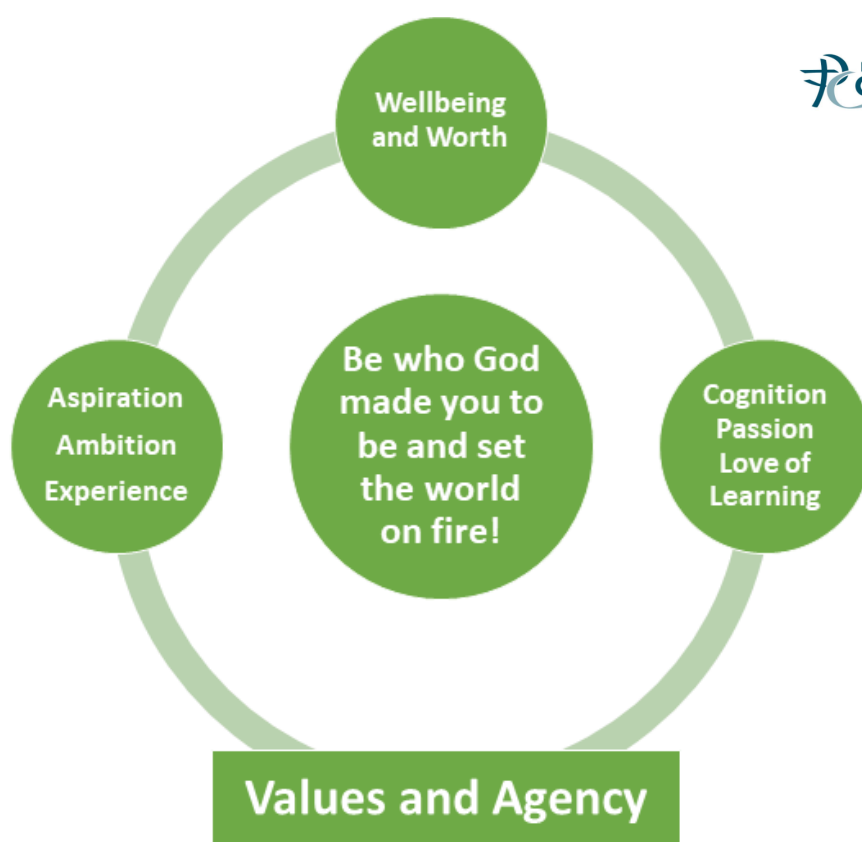 Wellbeing
and Worth
Be who God
made you to
be and set
the world
on fire!
Aspiration
Ambition
Experience
Cognition
Passion
Love of
Learning
Values and Agency